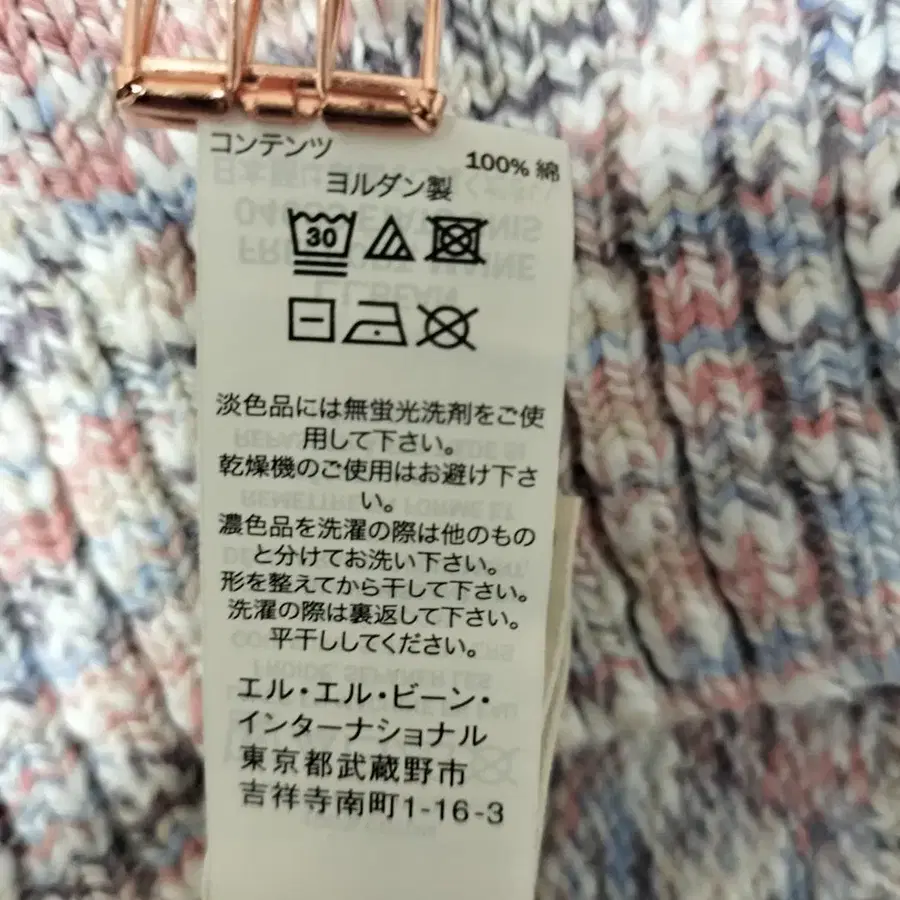 コンテンツ 100% 綿
ヨルダン製
30
淡色品には無蛍光洗剤をご使
用して下さい。
乾燥機のご使用はお避け下さ
い。
濃色品を洗濯の際は他のもの
と分けてお洗い下さい。
形を整えてから干して下さい。
洗濯の際は裏返して下さい。
平干ししてください。
エル・エル・ビーン・
インターナショナル
東京都武蔵野市
吉祥寺南町1-16-3